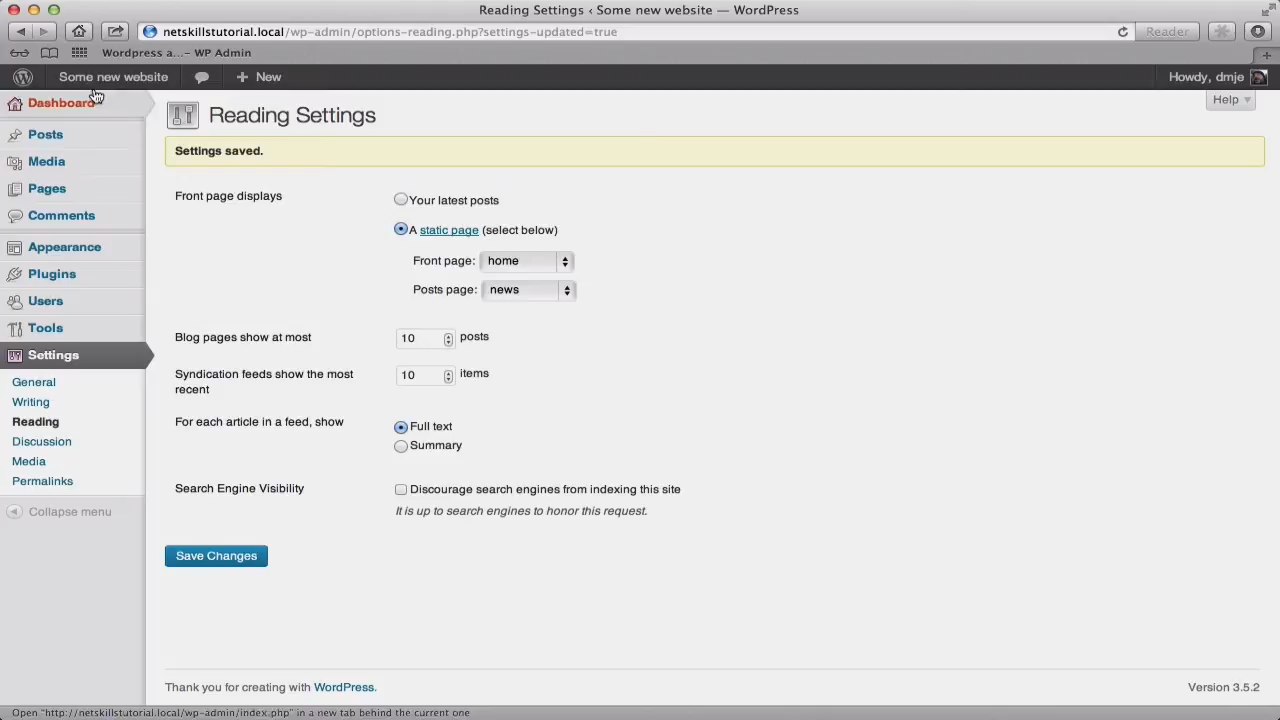 Reading Settings ‹ Some new website — WordPress
netskillstutorial.local/wp-admin/options-reading.php?settings-updated=true
Reader
Wordpress a... – WP Admin
Some new website
New
Howdy, dmje
Help
Dashboard
Posts
Media
Pages
Comments
Appearance
Plugins
Users
Tools
Settings
General
Writing
Reading
Discussion
Media
Permalinks
Collapse menu
Reading Settings
Settings saved.
Front page displays
Your latest posts
A static page (select below)
Front page: home
Posts page: news
Blog pages show at most 10 posts
Syndication feeds show the most recent 10 items
For each article in a feed, show
Full text
Summary
Search Engine Visibility
Discourage search engines from indexing this site
It is up to search engines to honor this request.
Save Changes
Thank you for creating with WordPress.
Version 3.5.2
Open "http://netskillstutorial.local/wp-admin/index.php" in a new tab behind the current one